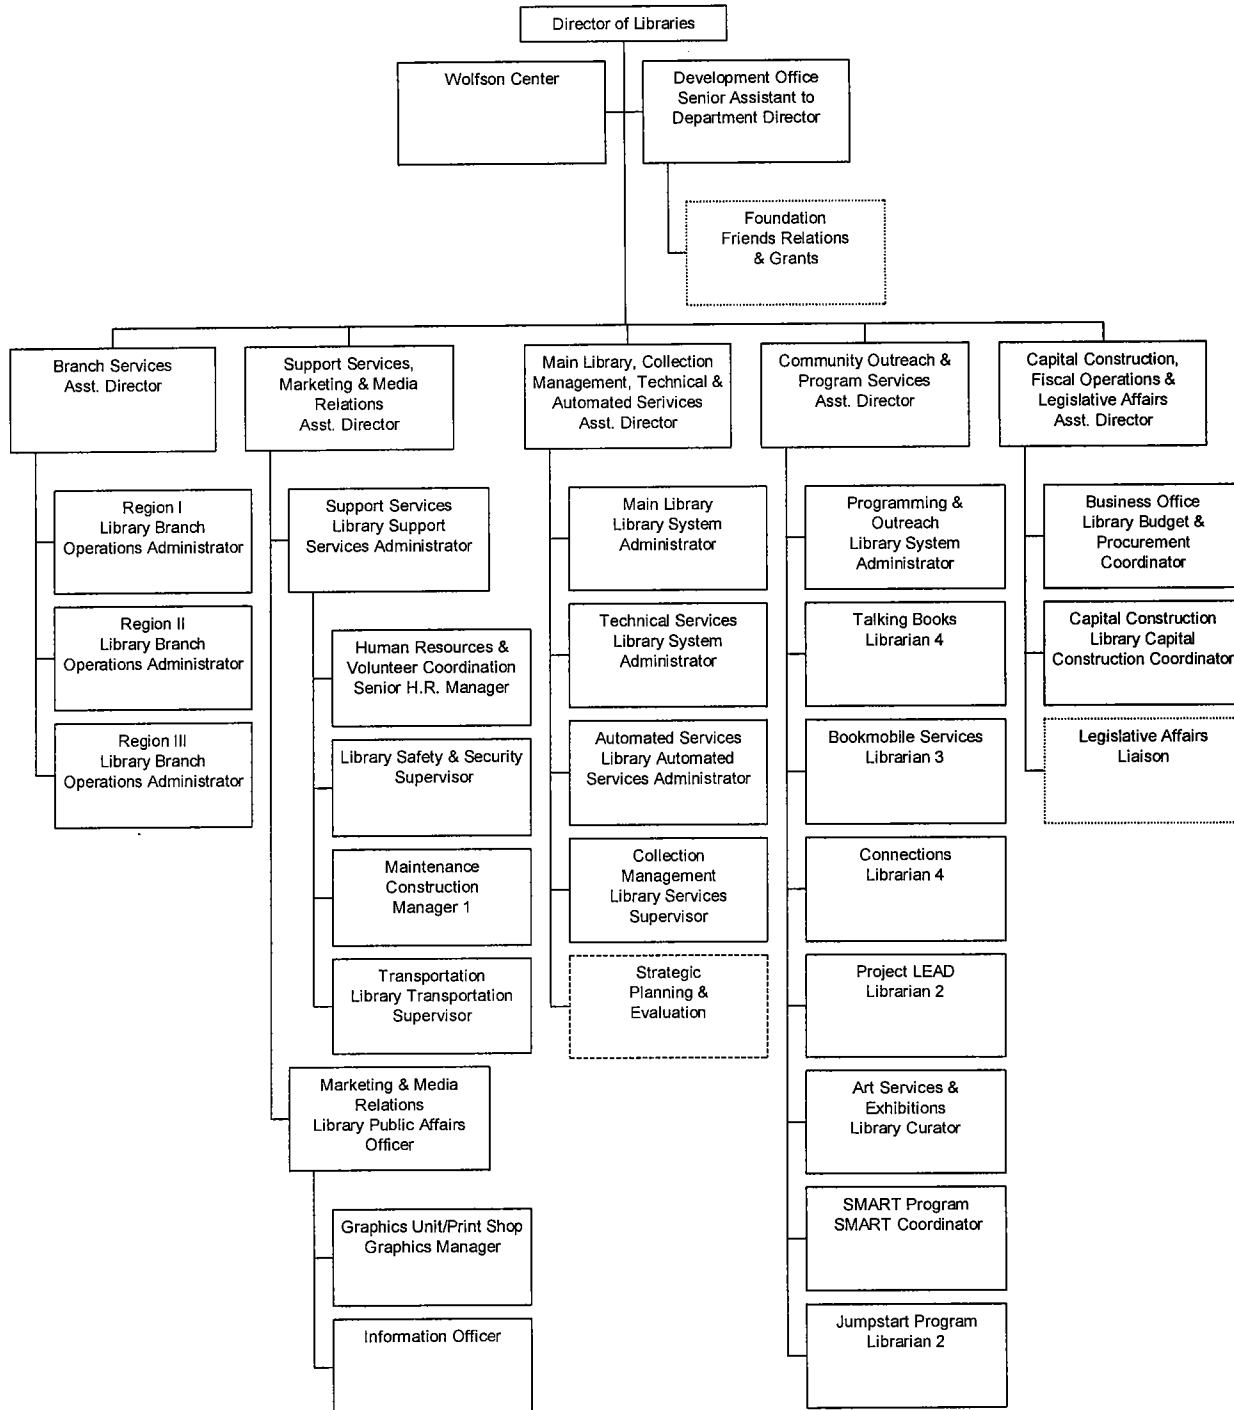 Director of Libraries
Wolfson Center
Development Office
Senior Assistant to
Department Director
Foundation
Friends Relations
& Grants
Branch Services
Asst. Director
Support Services,
Marketing & Media
Relations
Asst. Director
Main Library, Collection
Management, Technical &
Automated Serivices
Asst. Director
Community Outreach &
Program Services
Asst. Director
Capital Construction,
Fiscal Operations &
Legislative Affairs
Asst. Director
Region I
Library Branch
Operations Administrator
Region II
Library Branch
Operations Administrator
Region III
Library Branch
Operations Administrator
Support Services
Library Support
Services Administrator
Human Resources &
Volunteer Coordination
Senior H.R. Manager
Library Safety & Security
Supervisor
Maintenance
Construction
Manager 1
Transportation
Library Transportation
Supervisor
Marketing & Media
Relations
Library Public Affairs
Officer
Graphics Unit/Print Shop
Graphics Manager
Information Officer
Main Library
Library System
Administrator
Technical Services
Library System
Administrator
Automated Services
Library Automated
Services Administrator
Collection
Management
Library Services
Supervisor
Strategic
Planning &
Evaluation
Programming &
Outreach
Library System
Administrator
Talking Books
Librarian 4
Bookmobile Services
Librarian 3
Connections
Librarian 4
Project LEAD
Librarian 2
Art Services &
Exhibitions
Library Curator
SMART Program
SMART Coordinator
Jumpstart Program
Librarian 2
Business Office
Library Budget &
Procurement
Coordinator
Capital Construction
Library Capital
Construction Coordinator
Legislative Affairs
Liaison